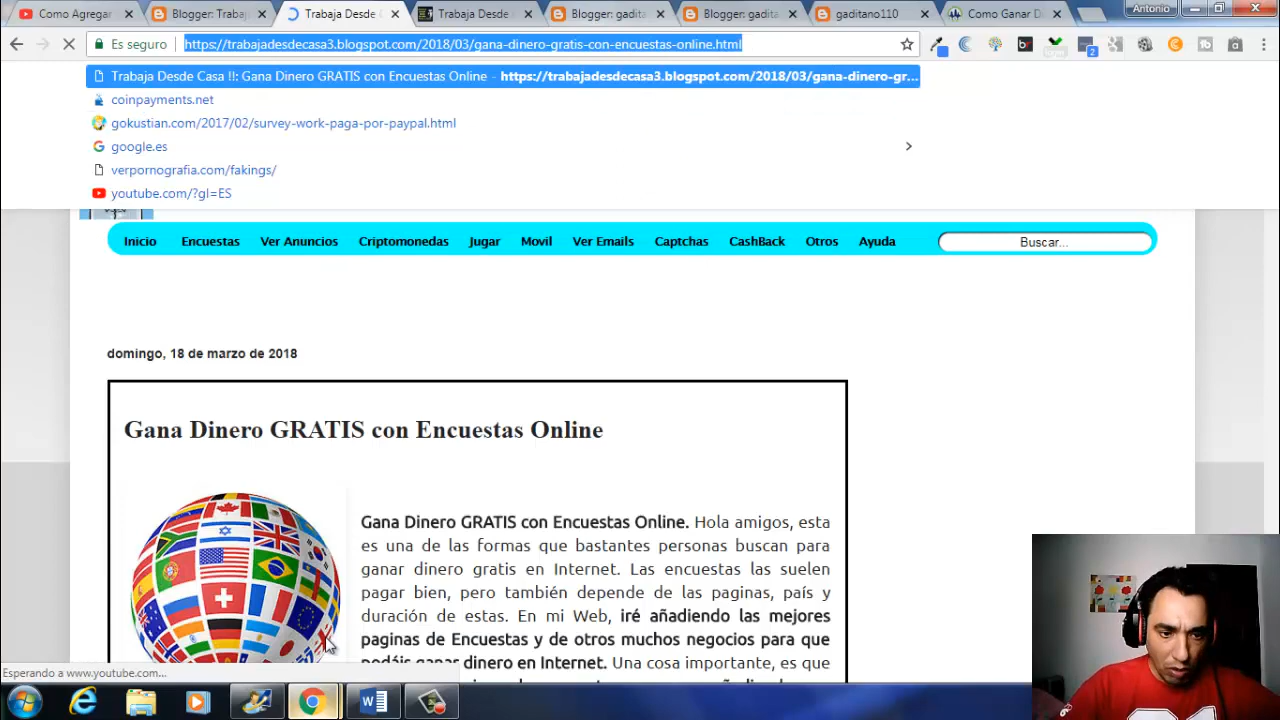 Como Agregar
Blogger: Trabaj
Trabaja Desde
Trabaja Desde
Blogger: gadita
Blogger: gadita
gaditano110
Como Ganar D
Antonio
Es seguro
https://trabajadesdecasa3.blogspot.com/2018/03/gana-dinero-gratis-con-encuestas-online.html
2
Trabaja Desde Casa !!: Gana Dinero GRATIS con Encuestas Online - https://trabajadesdecasa3.blogspot.com/2018/03/gana-dinero-gr...
coinpayments.net
gokustian.com/2017/02/survey-work-paga-por-paypal.html
google.es
verpornografia.com/fakings/
youtube.com/?gl=ES
Inicio Encuestas Ver Anuncios Criptomonedas Jugar Movil Ver Emails Captchas CashBack Otros Ayuda Buscar...
domingo, 18 de marzo de 2018
Gana Dinero GRATIS con Encuestas Online
Gana Dinero GRATIS con Encuestas Online. Hola amigos, esta
es una de las formas que bastantes personas buscan para
ganar dinero gratis en Internet. Las encuestas las suelen
pagar bien, pero también depende de las paginas, país y
duración de estas. En mi Web, iré añadiendo las mejores
paginas de Encuestas y de otros muchos negocios para que
podáis ganar dinero en Internet. Una cosa importante, es que
Esperando a www.youtube.com...